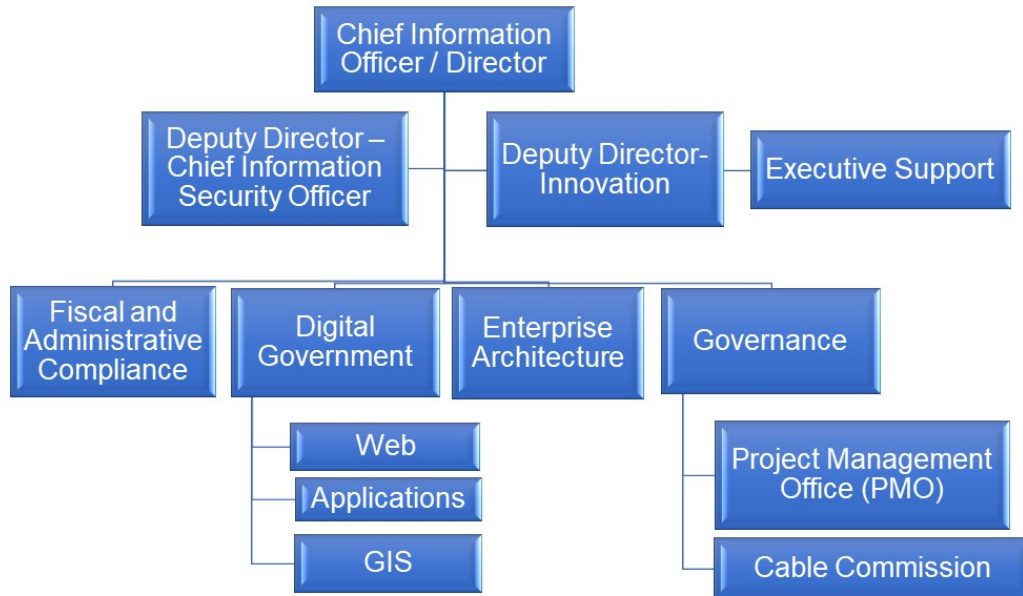 Chief Information
Officer / Director
Deputy Director –
Chief Information
Security Officer
Deputy Director-
Innovation
Executive Support
Fiscal and
Administrative
Compliance
Digital
Government
Enterprise
Architecture
Governance
Web
Applications
GIS
Project Management
Office (PMO)
Cable Commission